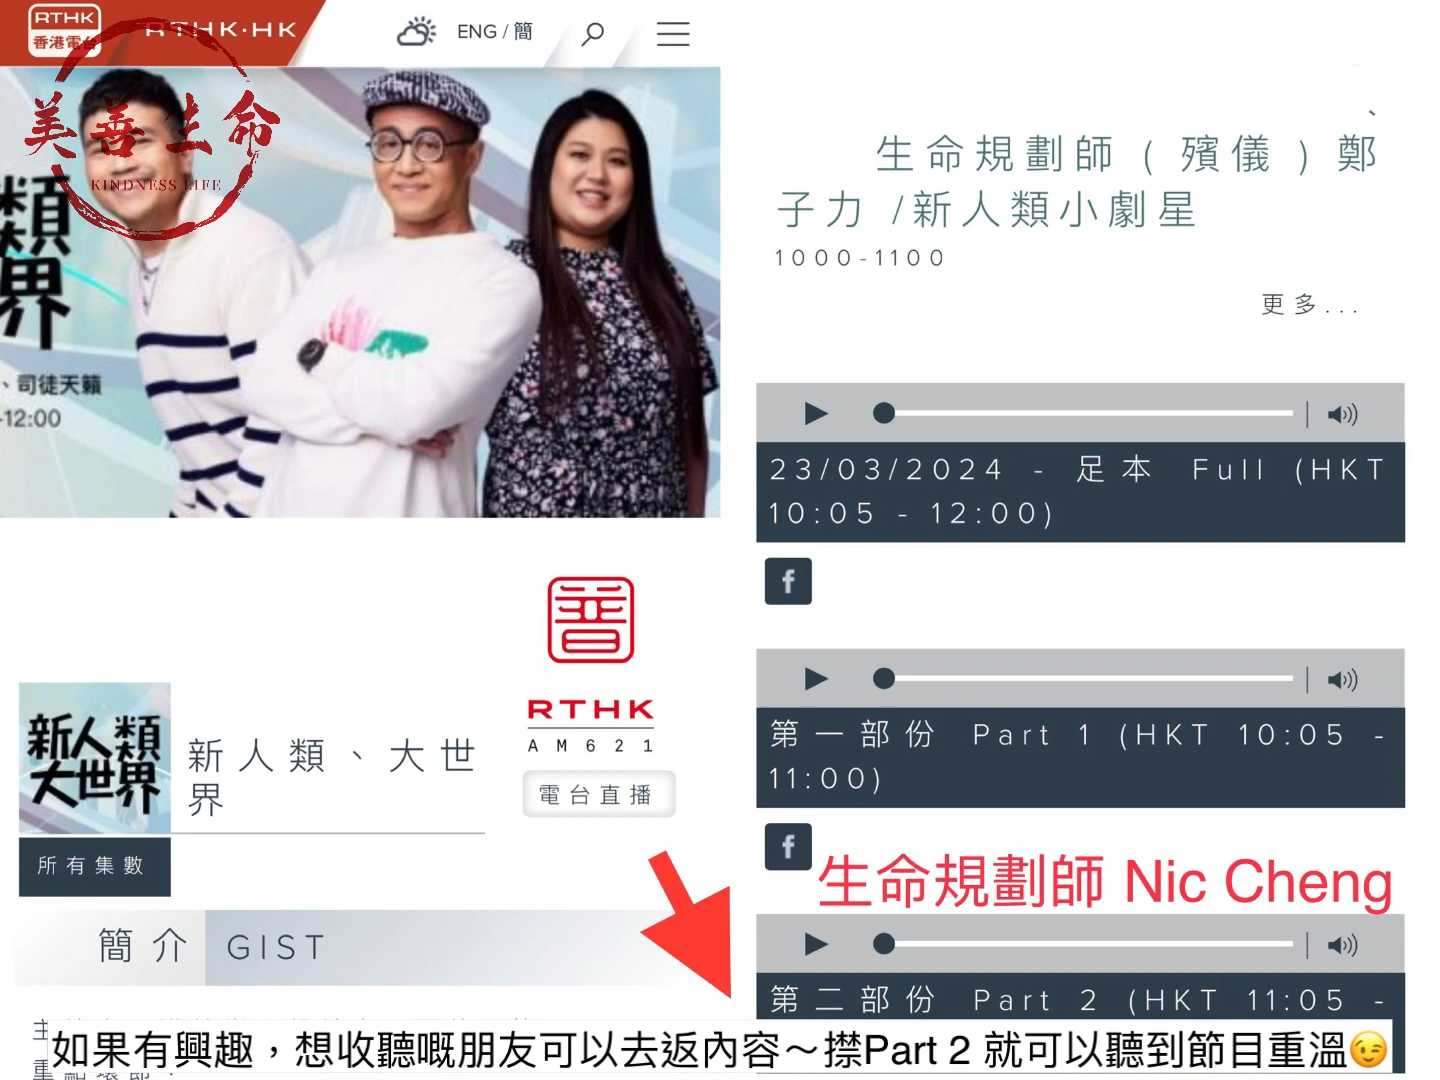 RTHK
香港電台
RTHK.HK
ENG / 簡
美善生命
KINDNESS LIFE
類
界
、司徒天籟
-12:00
、
生命規劃師（殯儀）鄭
子力 /新人類小劇星
1000-1100
更多...
23/03/2024 - 足本 Full (HKT
10:05 - 12:00)
f
第一部份 Part 1 (HKT 10:05 -
11:00)
f
生命規劃師 Nic Cheng
第二部份 Part 2 (HKT 11:05 -
普
RTHK
AM621
電台直播
新人類
大世界
新人類、大世
界
所有集數
簡介 GIST
如果有興趣，想收聽嘅朋友可以去返內容～㩒Part 2 就可以聽到節目重溫😉